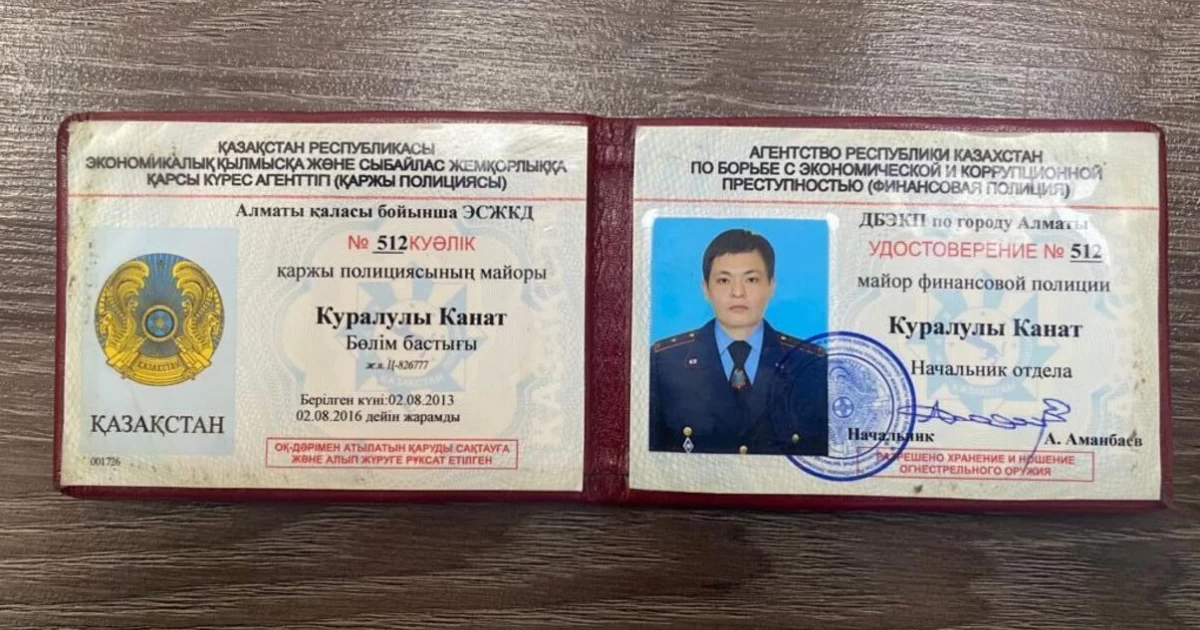 ҚАЗАҚСТАН РЕСПУБЛИКАСЫ
ЭКОНОМИКАЛЫҚ ҚЫЛМЫСҚА ЖӘНЕ СЫБАЙЛАС ЖЕМҚОРЛЫҚҚА
ҚАРСЫ КҮРЕС АГЕНТТІГІ (ҚАРЖЫ ПОЛИЦИЯСЫ)
Алматы қаласы бойынша ЭСЖКД
№ 512 КУӘЛІК
қаржы полициясының майоры
Куралулы Канат
Бөлім бастығы
ж.н. Ц-826777
Берілген күні:02.08.2013
02.08.2016 дейін жарамды
ҚАЗАҚСТАН
ҚАЗАҚСТАН
001726
ОҚ-ДӘРІМЕН АТЫЛАТЫН ҚАРУДЫ САҚТАУҒА
ЖӘНЕ АЛЫП ЖҮРУГЕ РҰКСАТ ЕТІЛГЕН
АГЕНТСТВО РЕСПУБЛИКИ КАЗАХСТАН
ПО БОРЬБЕ С ЭКОНОМИЧЕСКОЙ И КОРРУПЦИОННОЙ
ПРЕСТУПНОСТЬЮ (ФИНАНСОВАЯ ПОЛИЦИЯ)
ДБЭКП по городу Алматы
УДОСТОВЕРЕНИЕ № 512
майор финансовой полиции
Куралулы Канат
Начальник отдела
Начальник
А. Аманбаев
РАЗРЕШЕНО ХРАНЕНИЕ И НОШЕНИЕ
ОГНЕСТРЕЛЬНОГО ОРУЖИЯ